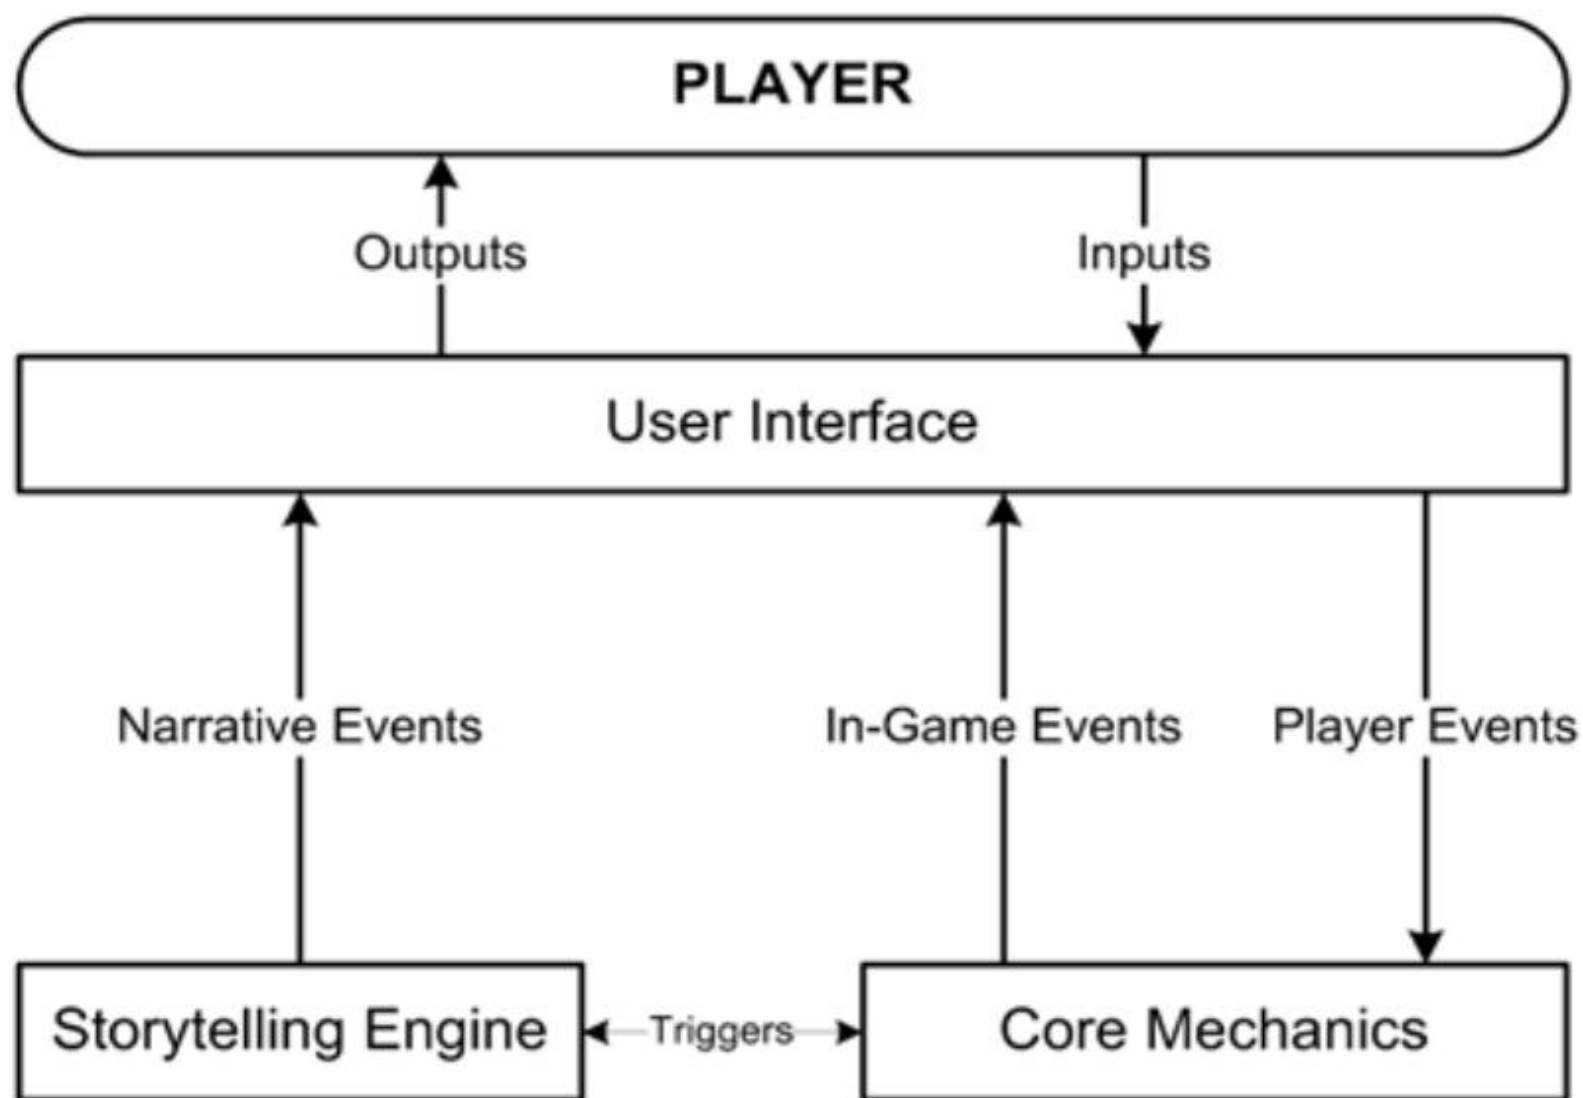 PLAYER
Outputs
Inputs
User Interface
Narrative Events
In-Game Events
Player Events
Storytelling Engine
Triggers
Core Mechanics